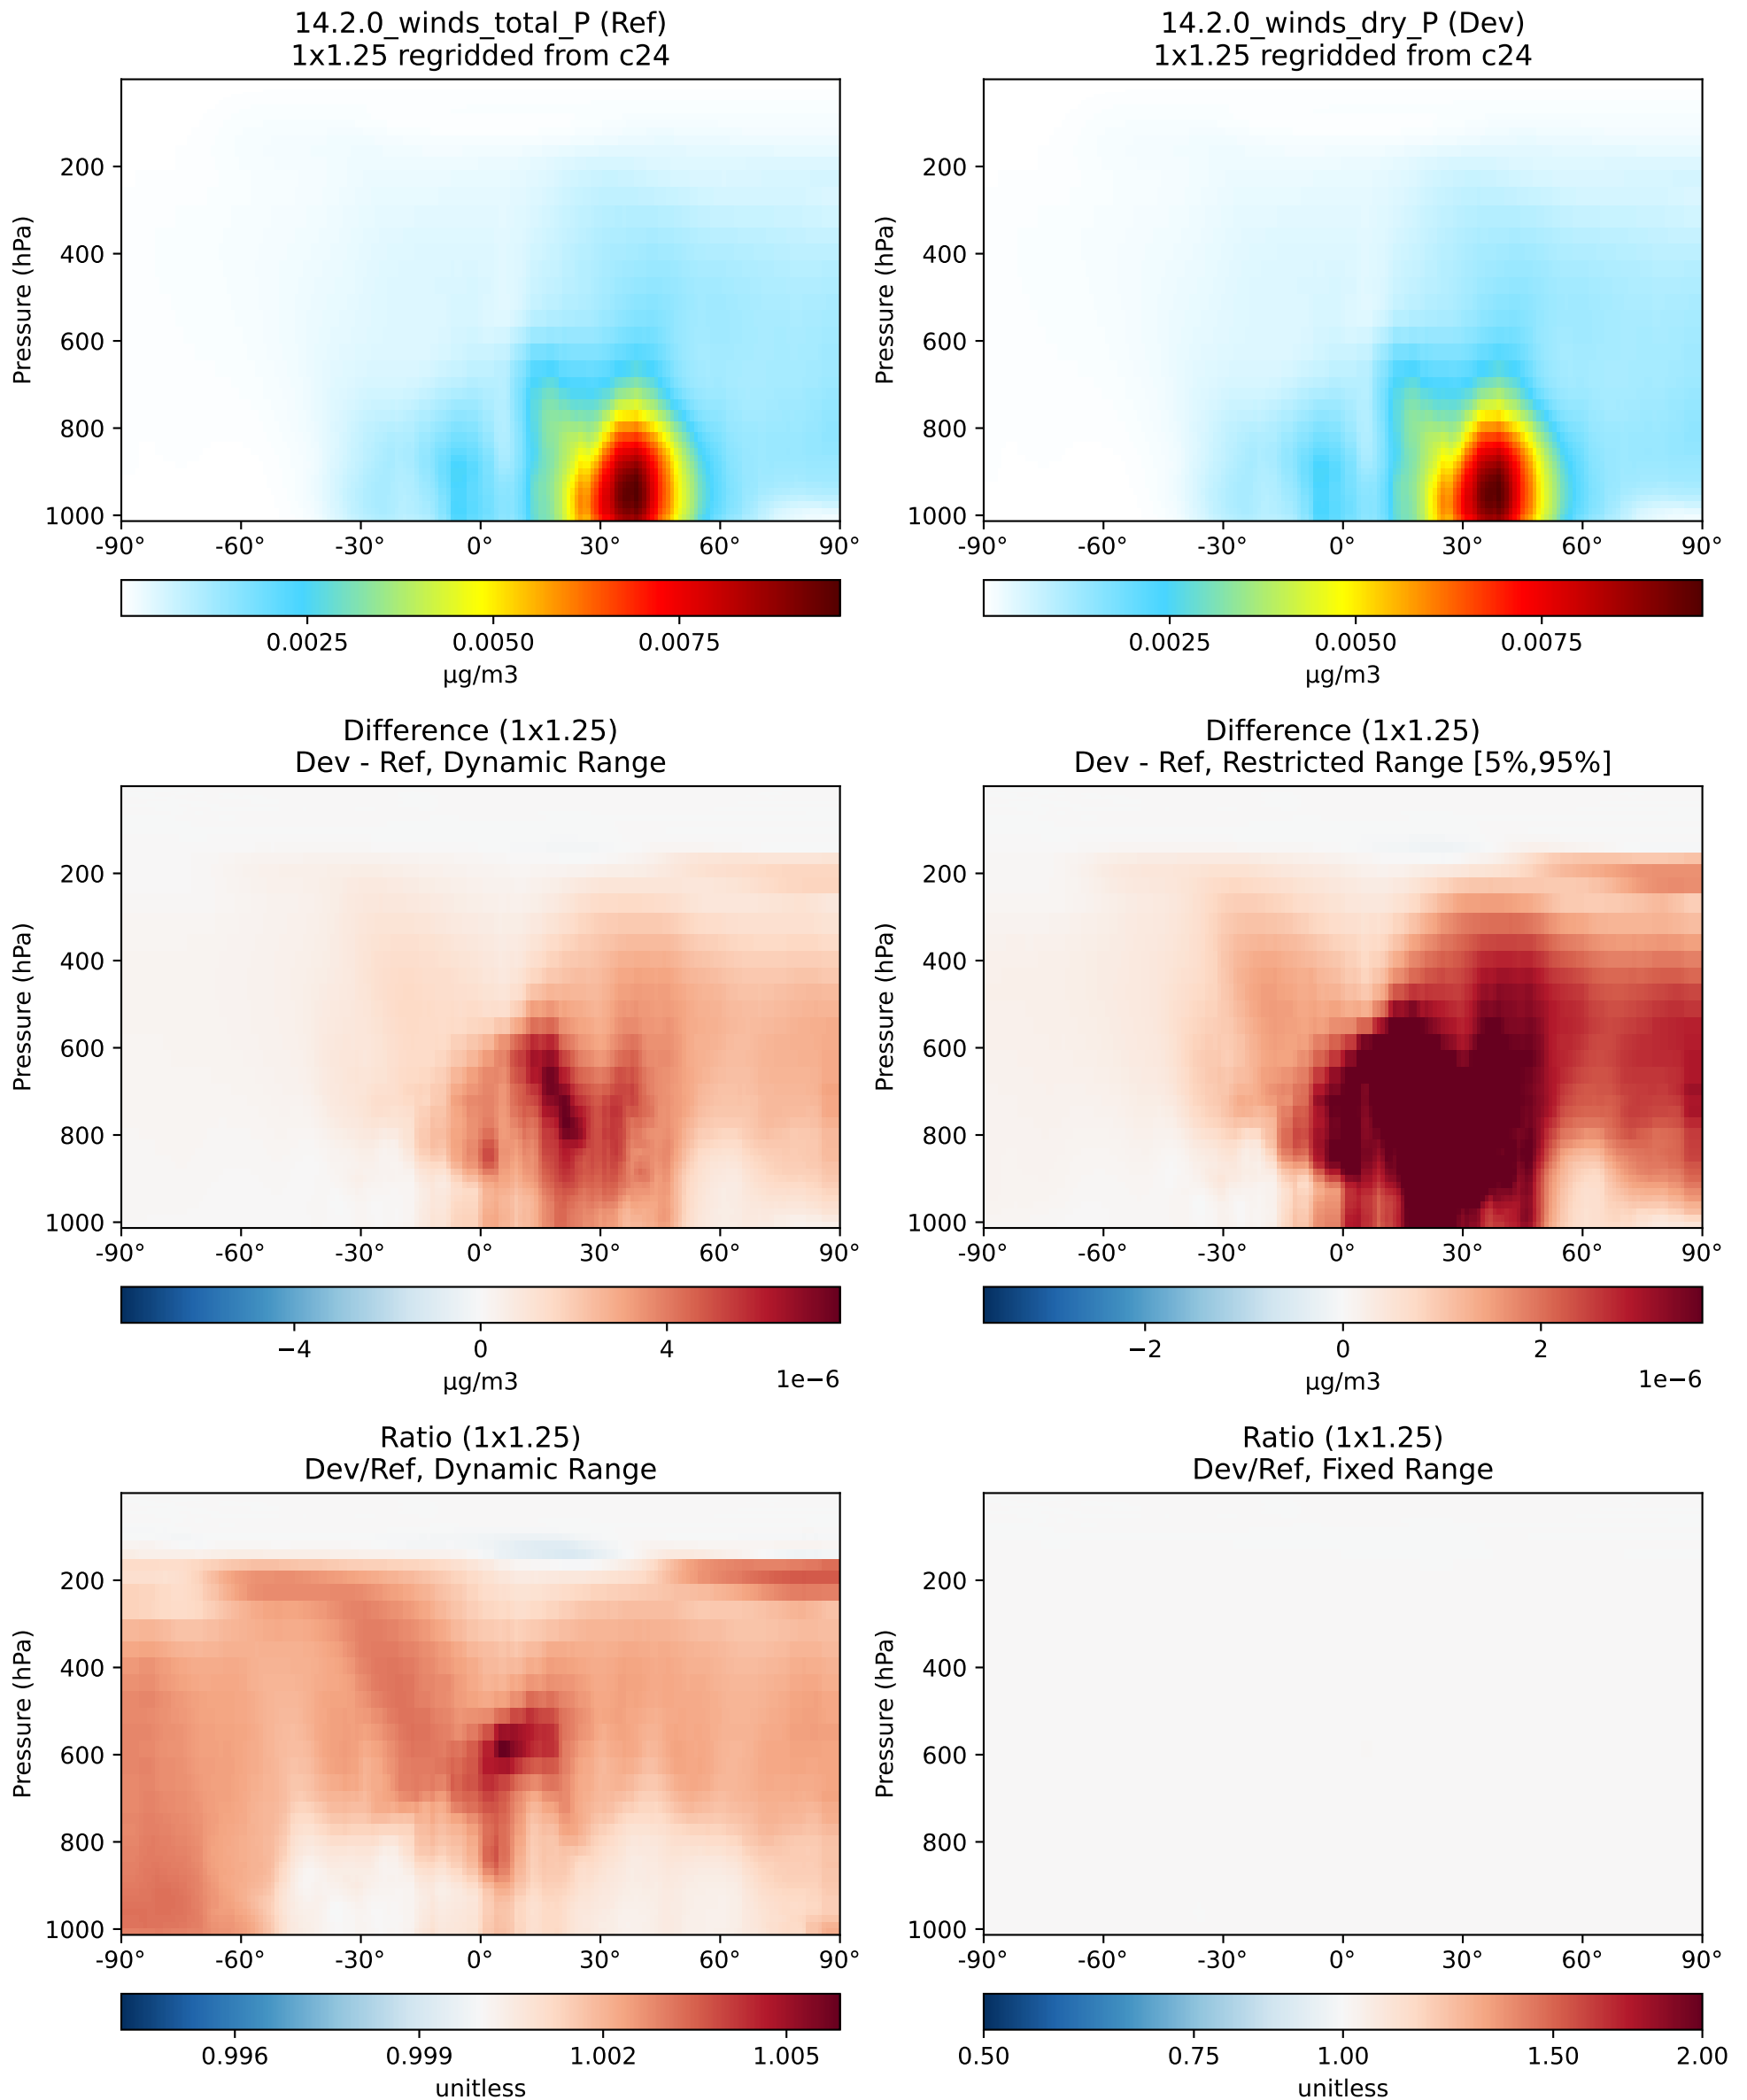 14.2.0_winds_total_P (Ref)
1x1.25 regridded from c24
14.2.0_winds_dry_P (Dev)
1x1.25 regridded from c24
Pressure (hPa)
200
400
600
800
1000
-90° -60° -30° 0° 30° 60° 90°
0.0025 0.0050 0.0075
μg/m3
Pressure (hPa)
200
400
600
800
1000
-90° -60° -30° 0° 30° 60° 90°
0.0025 0.0050 0.0075
μg/m3
Difference (1x1.25)
Dev - Ref, Dynamic Range
Pressure (hPa)
200
400
600
800
1000
-90° -60° -30° 0° 30° 60° 90°
−4 0 4
μg/m3 1e−6
Difference (1x1.25)
Dev - Ref, Restricted Range [5%,95%]
Pressure (hPa)
200
400
600
800
1000
-90° -60° -30° 0° 30° 60° 90°
−2 0 2
μg/m3 1e−6
Ratio (1x1.25)
Dev/Ref, Dynamic Range
Pressure (hPa)
200
400
600
800
1000
-90° -60° -30° 0° 30° 60° 90°
0.996 0.999 1.002 1.005
unitless
Ratio (1x1.25)
Dev/Ref, Fixed Range
Pressure (hPa)
200
400
600
800
1000
-90° -60° -30° 0° 30° 60° 90°
0.50 0.75 1.00 1.50 2.00
unitless